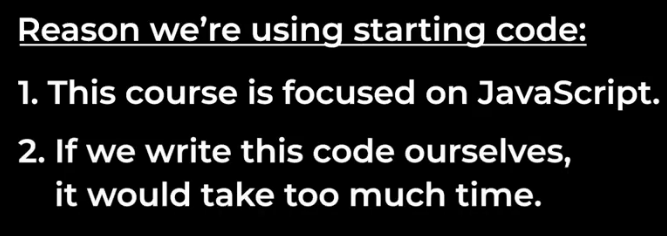 Reason we’re using starting code:
1. This course is focused on JavaScript.
2. If we write this code ourselves,
it would take too much time.